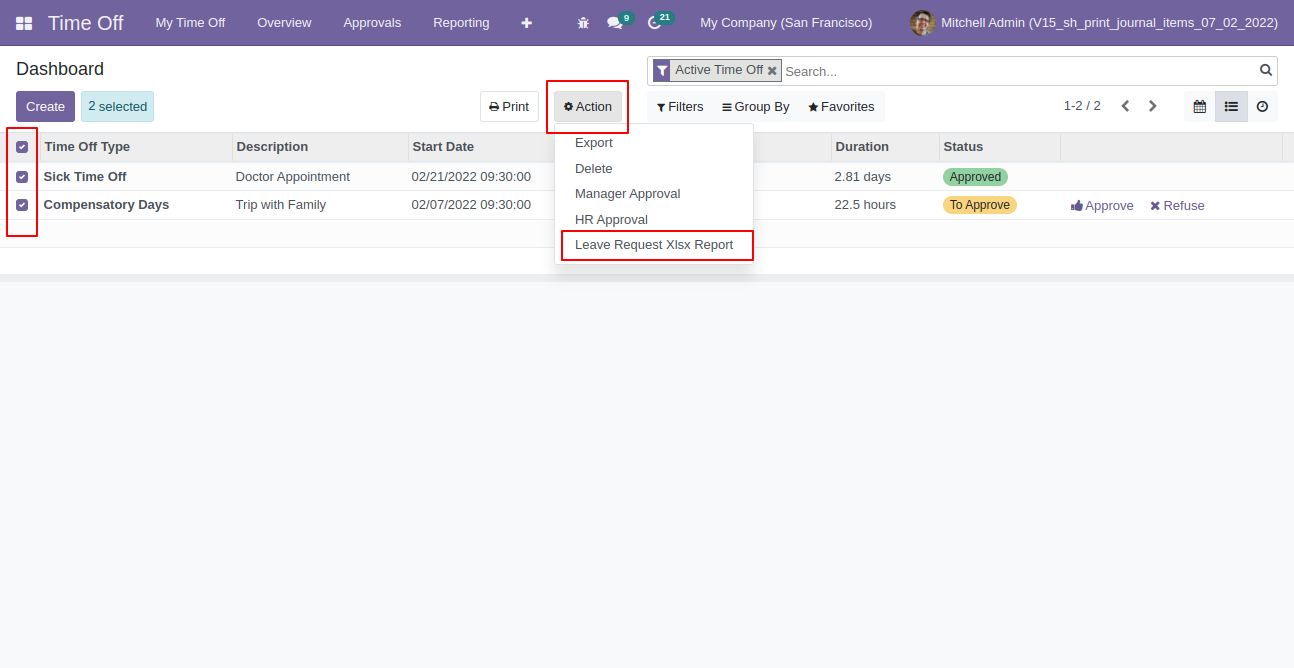 Time Off My Time Off Overview Approvals Reporting 9 21 My Company (San Francisco) Mitchell Admin (V15_sh_print_journal_items_07_02_2022)
Dashboard
Active Time Off Search...
Create 2 selected Print Action Filters Group By Favorites 1-2 / 2
Time Off Type Description Start Date Duration Status
Sick Time Off Doctor Appointment 02/21/2022 09:30:00 2.81 days Approved
Compensatory Days Trip with Family 02/07/2022 09:30:00 22.5 hours To Approve Approve Refuse
Export
Delete
Manager Approval
HR Approval
Leave Request Xlsx Report